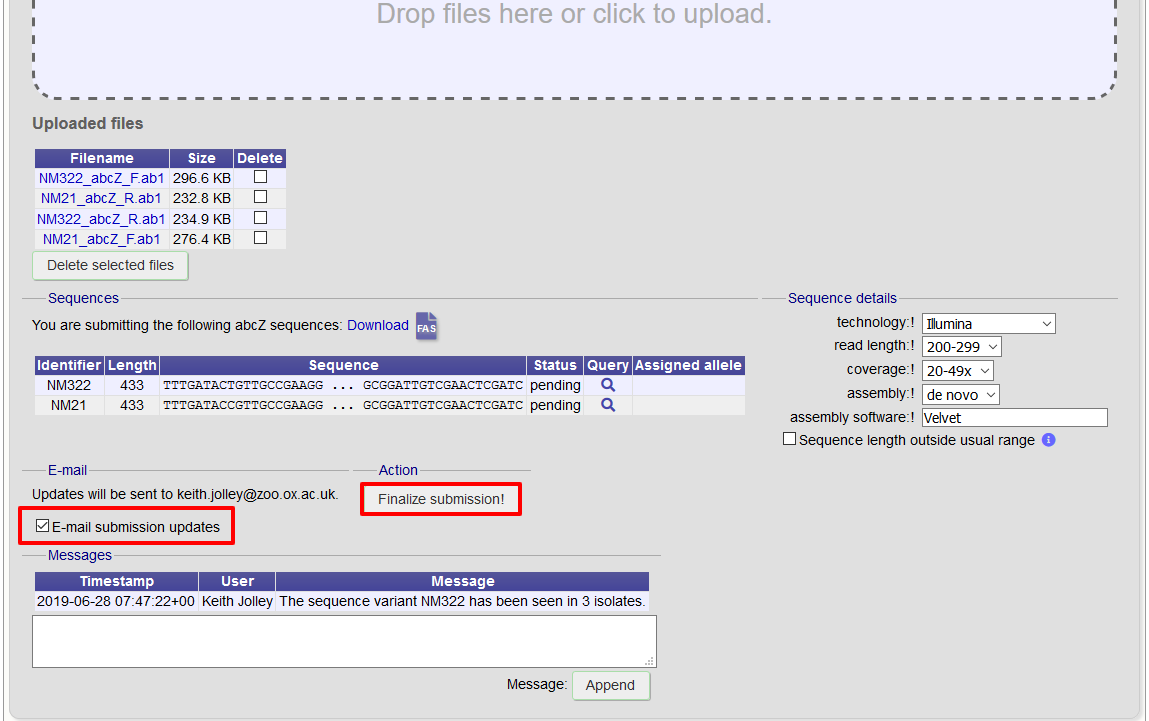 Drop files here or click to upload.
Uploaded files
Filename Size Delete
NM322_abcZ_F.ab1 296.6 KB
NM21_abcZ_R.ab1 232.8 KB
NM322_abcZ_R.ab1 234.9 KB
NM21_abcZ_F.ab1 276.4 KB
Delete selected files
Sequences
You are submitting the following abcZ sequences: Download FAS
Identifier Length Sequence Status Query Assigned allele
NM322 433 TTTGATACTGTTGCCGAAGG ... GCGGATTGTCGAACTCGATC pending
NM21 433 TTTGATACCGTTGCCGAAGG ... GCGGATTGTCGAACTCGATC pending
Sequence details
technology:! Illumina
read length:! 200-299
coverage:! 20-49x
assembly:! de novo
assembly software:! Velvet
Sequence length outside usual range i
E-mail
Updates will be sent to keith.jolley@zoo.ox.ac.uk.
E-mail submission updates
Action
Finalize submission!
Messages
Timestamp User Message
2019-06-28 07:47:22+00 Keith Jolley The sequence variant NM322 has been seen in 3 isolates.
Message: Append